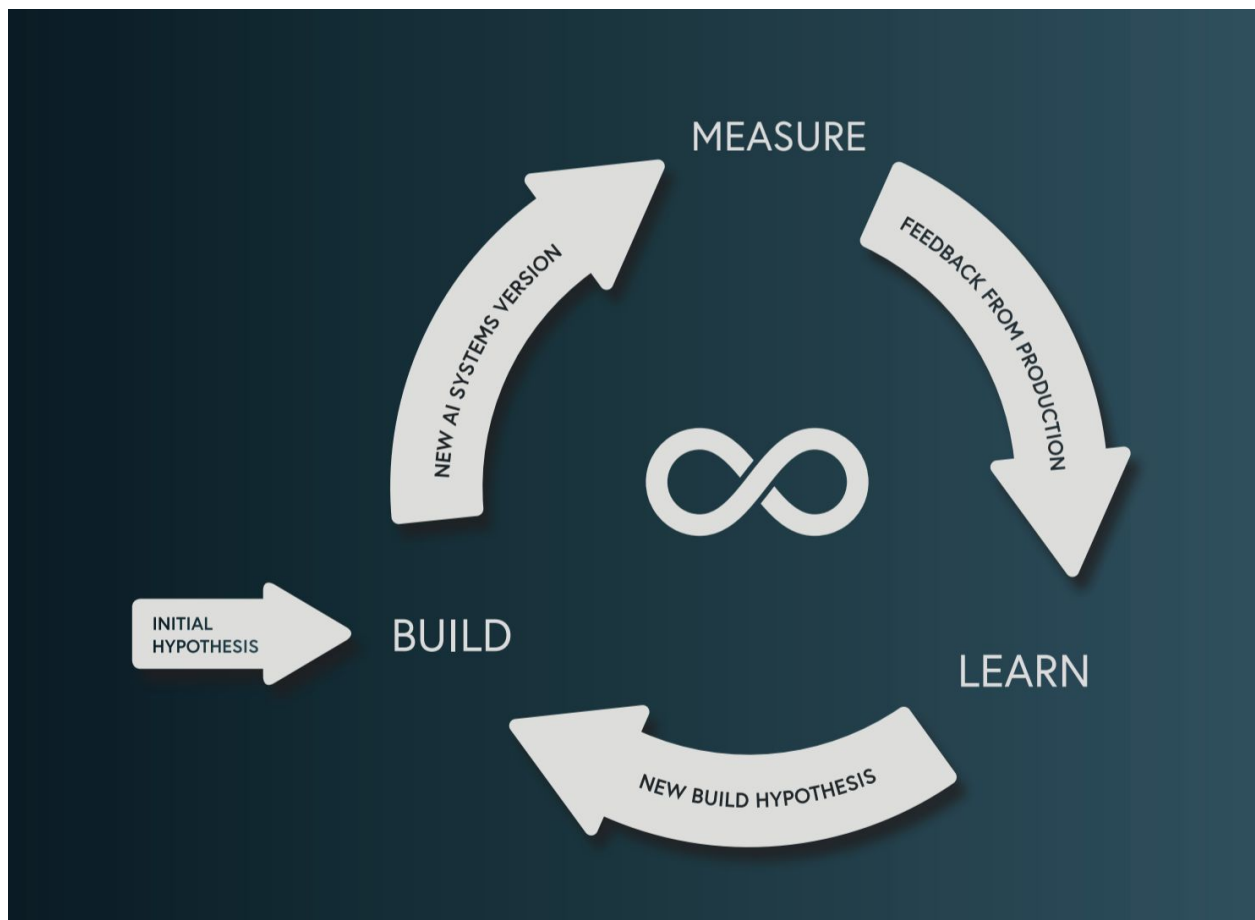 MEASURE
FEEDBACK FROM PRODUCTION
NEW AI SYSTEMS VERSION
INITIAL
HYPOTHESIS
BUILD
LEARN
NEW BUILD HYPOTHESIS